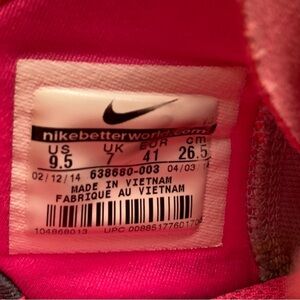 nikebetterworld.com
US UK EUR cm
9.5 7 41 26.5
02/12/14 638680-003 04/03
MADE IN VIETNAM
FABRIQUE AU VIETNAM
104868013 UPC